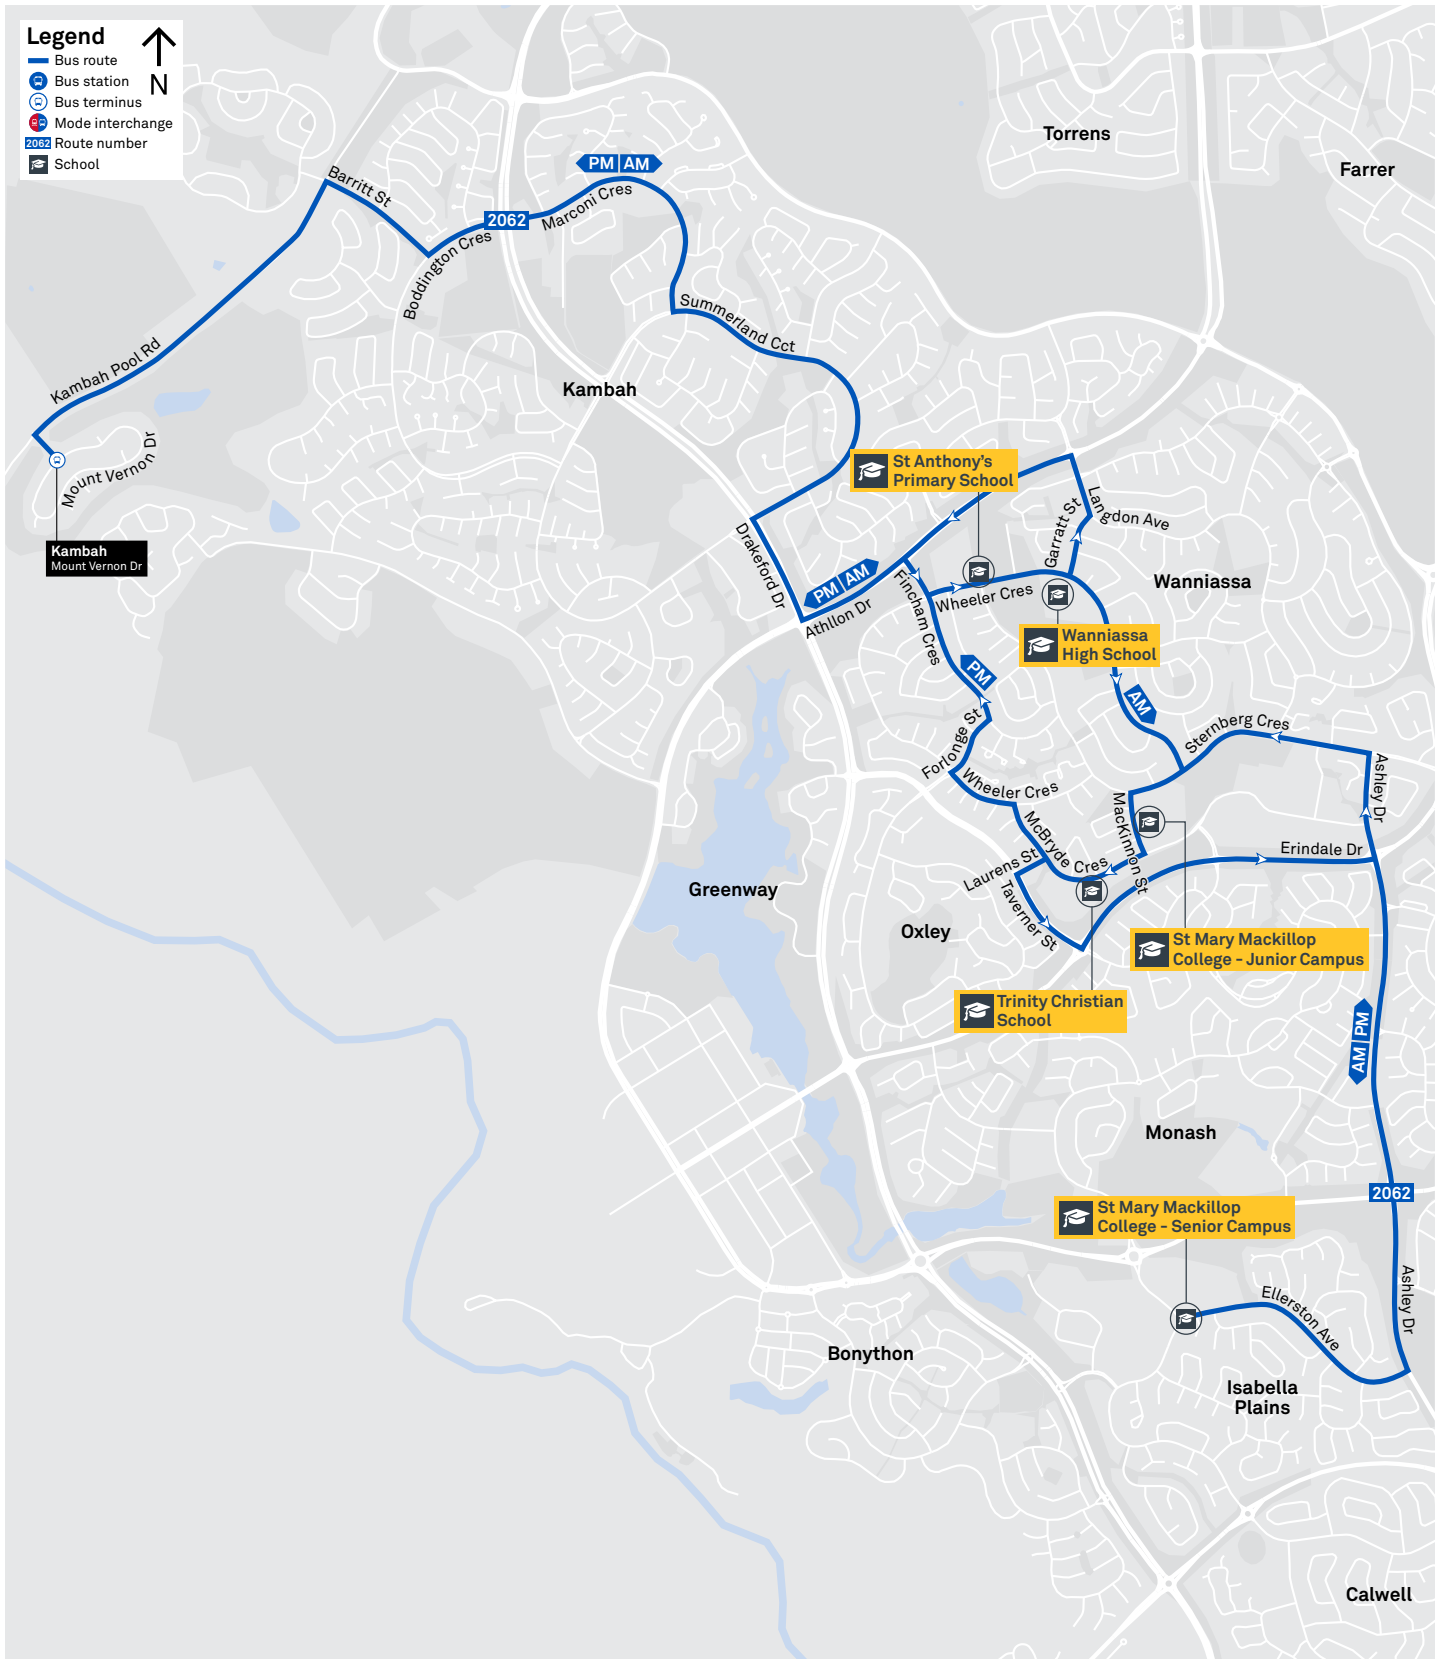 Legend
N
Bus route
Bus station
Bus terminus
Mode interchange
2062 Route number
School
Torrens
Farrer
Barritt St
PM AM
Marconi Cres
2062
Boddington Cres
Summerland Cct
Kambah Pool Rd
Kambah
Mount Vernon Dr
Kambah
Mount Vernon Dr
St Anthony's
Primary School
Langdon Ave
Garratt St
Drakeford Dr
PM AM
Athllon Dr
Fincham Cres
Wheeler Cres
Wanniassa
Wanniassa
High School
PM
AM
Forlonge St
Sternberg Cres
Wheeler Cres
Ashley Dr
MacKinnon St
McBryde Cres
Erindale Dr
Laurens St
Taverner St
Greenway
Oxley
St Mary Mackillop
College - Junior Campus
Trinity Christian
School
AM PM
Monash
2062
St Mary Mackillop
College - Senior Campus
Ellerston Ave
Ashley Dr
Bonython
Isabella
Plains
Calwell